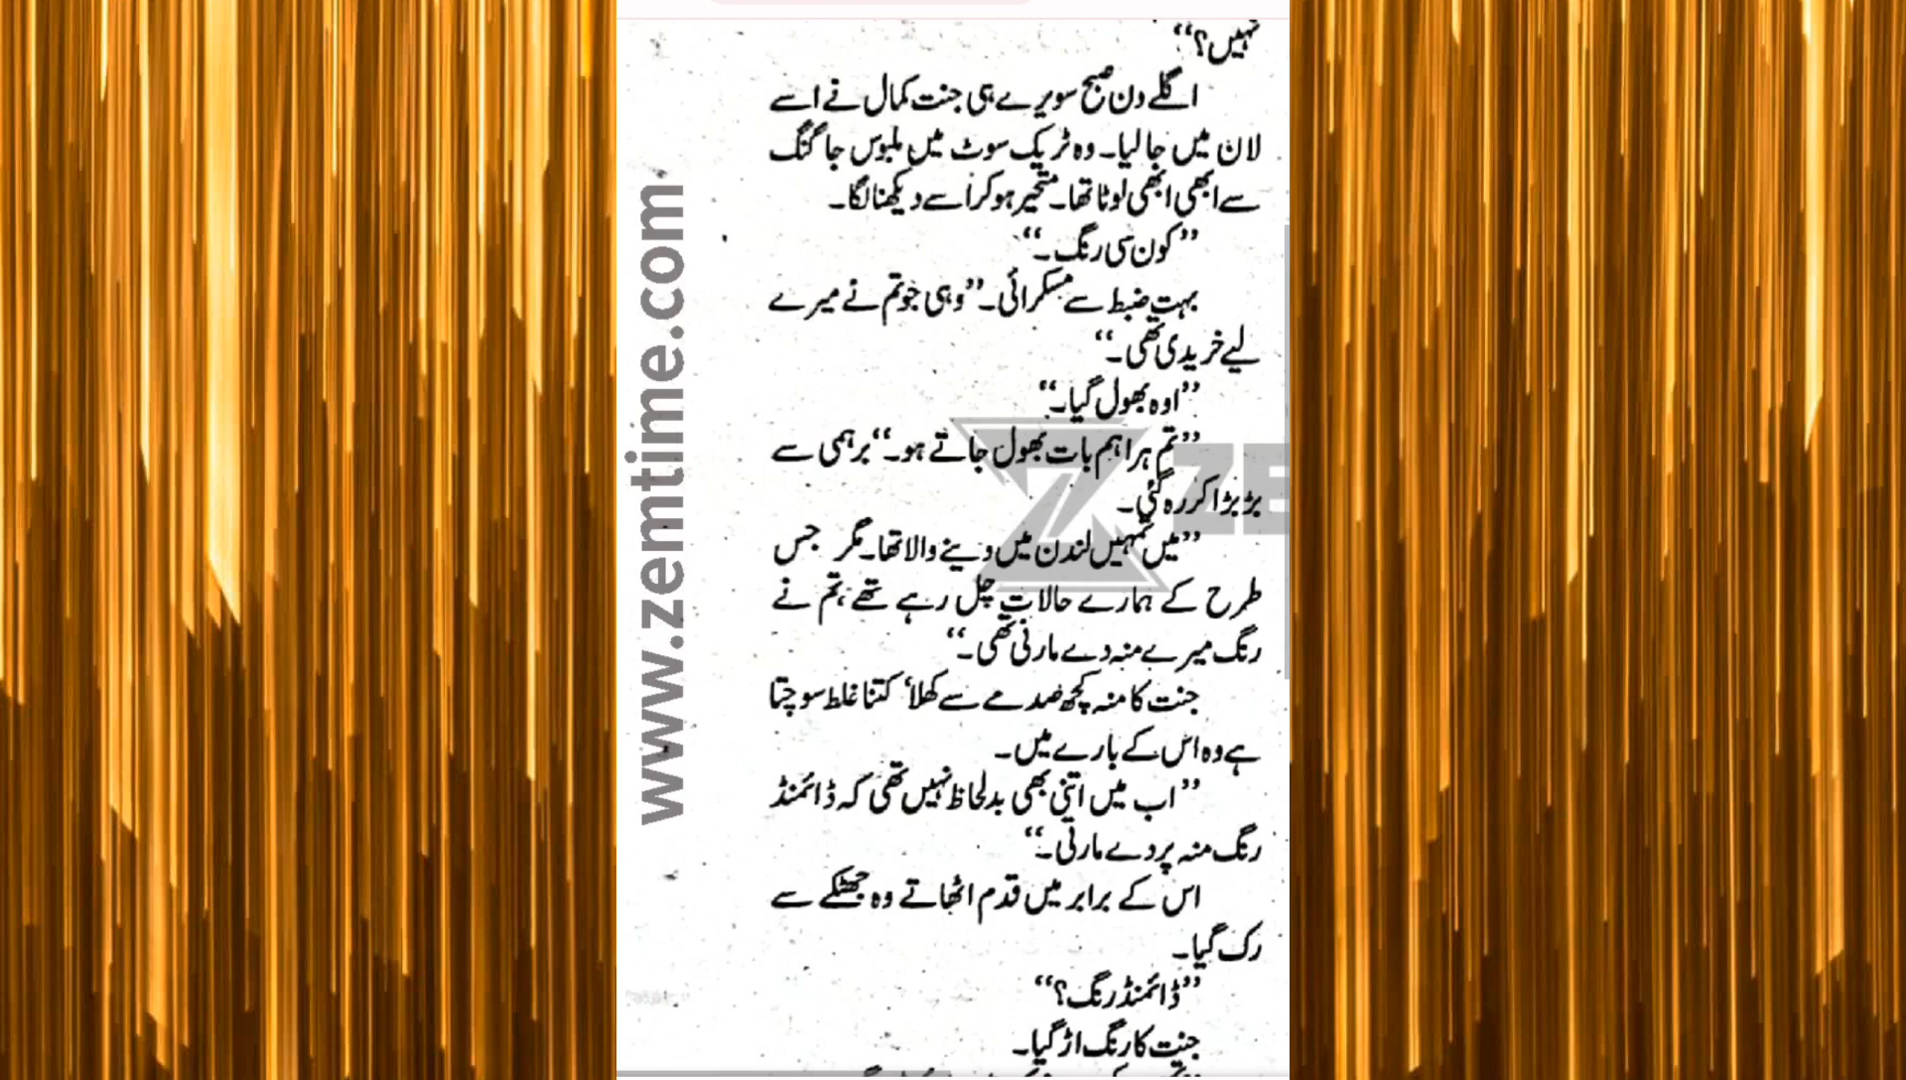 نہیں؟‘‘
اگلے دن صبح سویرے ہی جنت کمال نے اسے
لان میں جا لیا۔ وہ ٹریک سوٹ میں ملبوس جاگنگ
سے ابھی ابھی لوٹا تھا۔ متحیر ہو کر اسے دیکھنا لگا۔
’’کون سی رنگ۔‘‘
بہت ضبط سے مسکرائی۔ ’’وہی جو تم نے میرے
لیے خریدی تھی۔‘‘
’’اوہ بھول گیا۔‘‘
’’تم ہر اہم بات بھول جاتے ہو۔‘‘ برہمی سے
بڑبڑا کر رہ گئی۔
’’میں تمہیں لندن میں دینے والا تھا۔ مگر جس
طرح کے ہمارے حالات چل رہے تھے، تم نے
رنگ میرے منہ دے مارنی تھی۔‘‘
جنت کا منہ کچھ صدمے سے کھلا‘ کتنا غلط سوچتا
ہے وہ اس کے بارے میں۔
’’اب میں اتنی بھی بدلحاظ نہیں تھی کہ ڈائمنڈ
رنگ منہ پر دے مارتی۔‘‘
اس کے برابر میں قدم اٹھاتے وہ جھٹکے سے
رک گیا۔
’’ڈائمنڈ رنگ؟‘‘
جنت کا رنگ اڑ گیا۔
www.zemtime.com
ZE